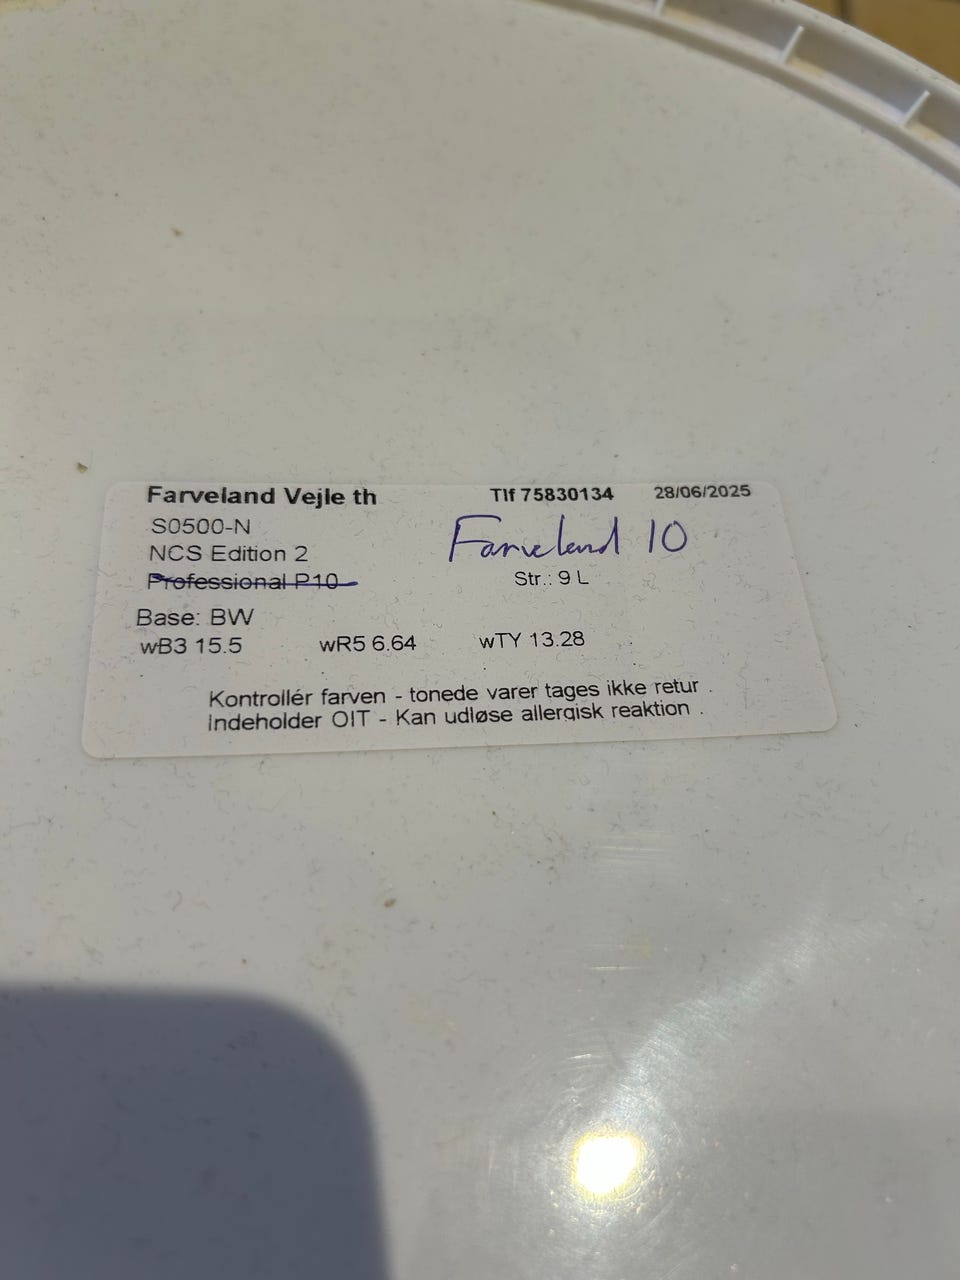 Farveland Vejle th Tlf 75830134 28/06/2025
S0500-N
Farveland 10
NCS Edition 2
Professional P10
Str.: 9 L
Base: BW
wB3 15.5 wR5 6.64 wTY 13.28
Kontrollér farven - tonede varer tages ikke retur .
Indeholder OIT - Kan udløse allergisk reaktion .